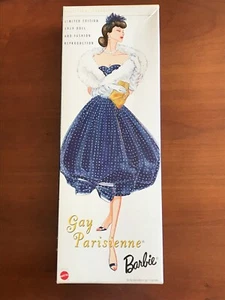 LIMITED EDITION
1959 DOLL
AND FASHION
REPRODUCTION
Gay
Parisienne
Barbie